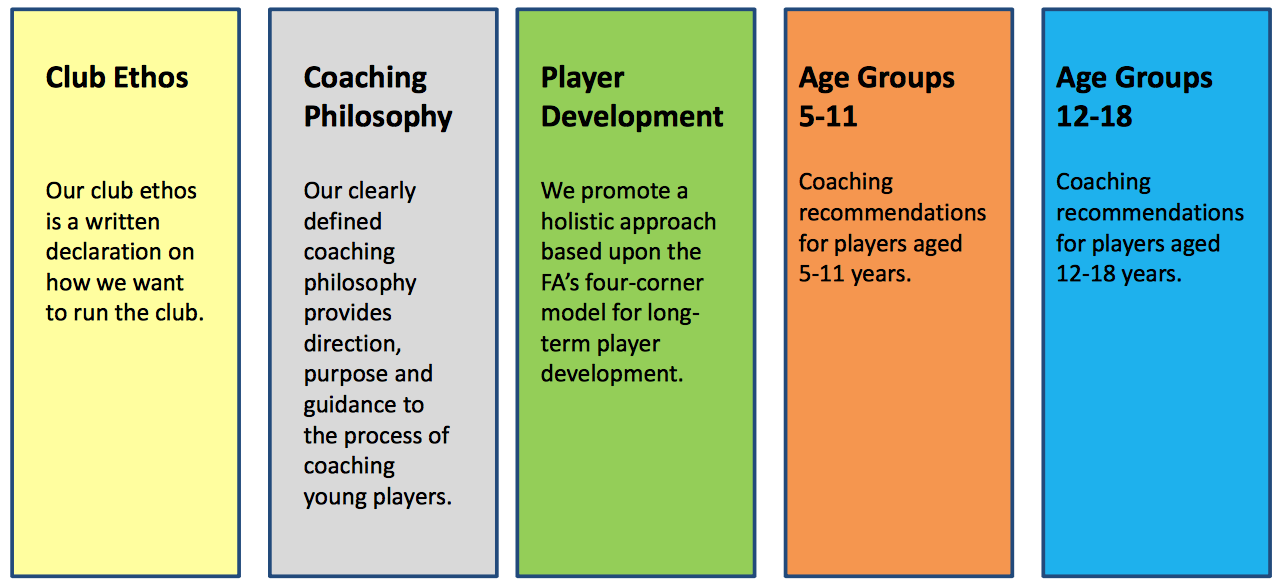 Club Ethos
Our club ethos
is a written
declaration on
how we want
to run the club.
Coaching
Philosophy
Our clearly
defined
coaching
philosophy
provides
direction,
purpose and
guidance to
the process of
coaching
young players.
Player
Development
We promote a
holistic approach
based upon the
FA’s four-corner
model for long-
term player
development.
Age Groups
5-11
Coaching
recommendations
for players aged
5-11 years.
Age Groups
12-18
Coaching
recommendations
for players aged
12-18 years.